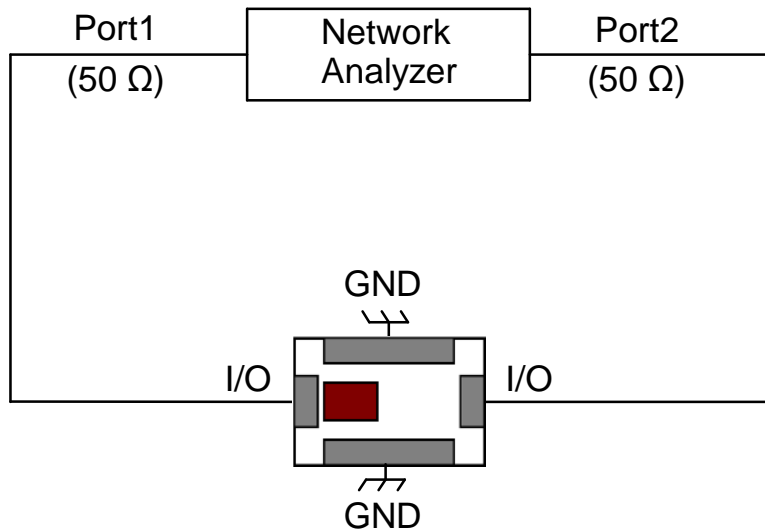 Port1
Network
Analyzer
Port2
(50 Ω)
(50 Ω)
GND
I/O
I/O
GND